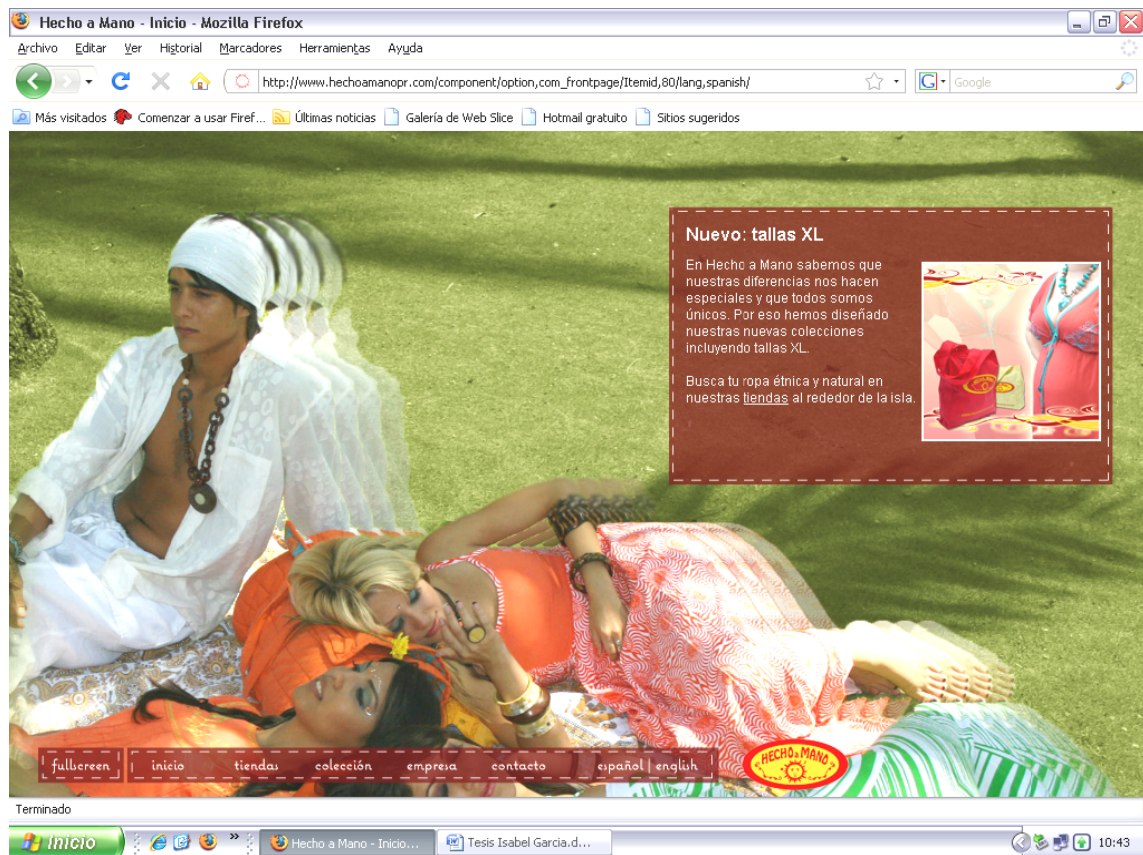 Hecho a Mano - Inicio - Mozilla Firefox
Archivo Editar Ver Historial Marcadores Herramientas Ayuda
http://www.hechoamanopr.com/component/option,com_frontpage/Itemid,80/lang,spanish/
Google
Más visitados Comenzar a usar Firef... Últimas noticias Galería de Web Slice Hotmail gratuito Sitios sugeridos
Nuevo: tallas XL
En Hecho a Mano sabemos que
nuestras diferencias nos hacen
especiales y que todos somos
únicos. Por eso hemos diseñado
nuestras nuevas colecciones
incluyendo tallas XL.
Busca tu ropa étnica y natural en
nuestras tiendas al rededor de la isla.
fullscreen inicio tiendas colección empresa contacto español | english
HECHO a MANO
Terminado
Inicio » Hecho a Mano - Inicio... Tesis Isabel Garcia.d... 10:43